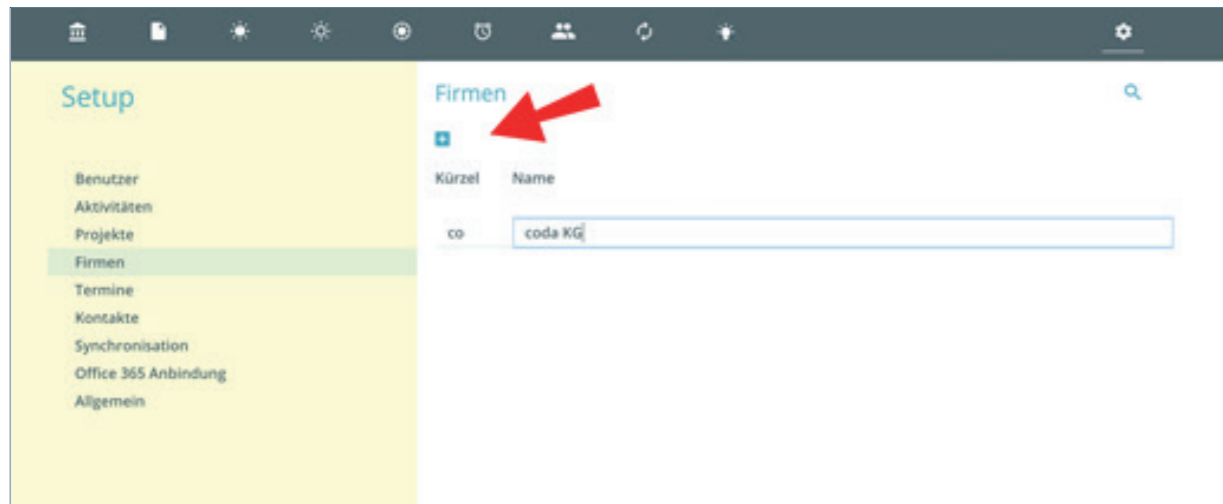 Setup
Benutzer
Aktivitäten
Projekte
Firmen
Termine
Kontakte
Synchronisation
Office 365 Anbindung
Allgemein
Firmen
Kürzel Name
co coda KG